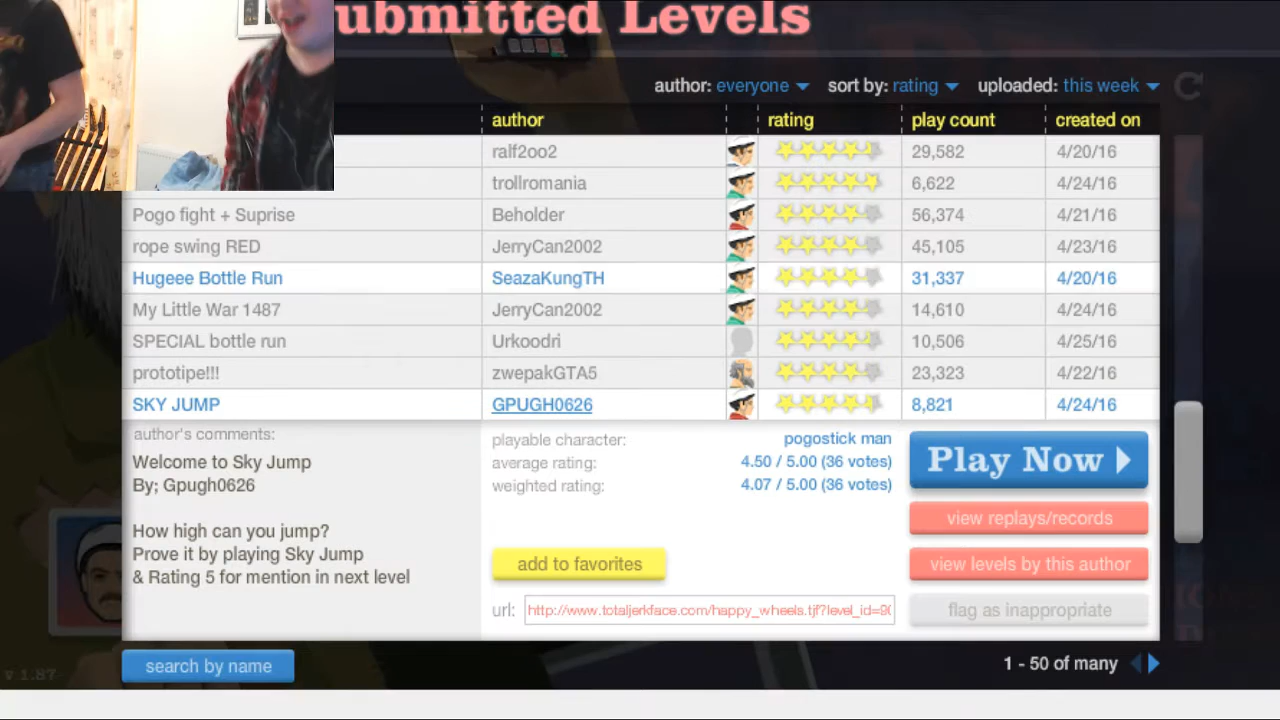 ubmitted Levels
author: everyone sort by: rating uploaded: this week
author rating play count created on
ralf2oo2 29,582 4/20/16
trollromania 6,622 4/24/16
Pogo fight + Suprise Beholder 56,374 4/21/16
rope swing RED JerryCan2002 45,105 4/23/16
Hugeee Bottle Run SeazaKungTH 31,337 4/20/16
My Little War 1487 JerryCan2002 14,610 4/24/16
SPECIAL bottle run Urkoodri 10,506 4/25/16
prototipe!!! zwepakGTA5 23,323 4/22/16
SKY JUMP GPUGH0626 8,821 4/24/16
author's comments:
Welcome to Sky Jump
By; Gpugh0626
How high can you jump?
Prove it by playing Sky Jump
& Rating 5 for mention in next level
playable character: pogostick man
average rating: 4.50 / 5.00 (36 votes)
weighted rating: 4.07 / 5.00 (36 votes)
add to favorites
url: http://www.totaljerkface.com/happy_wheels.tjf?level_id=9(
Play Now
view replays/records
view levels by this author
flag as inappropriate
v 1.87
search by name
1 - 50 of many